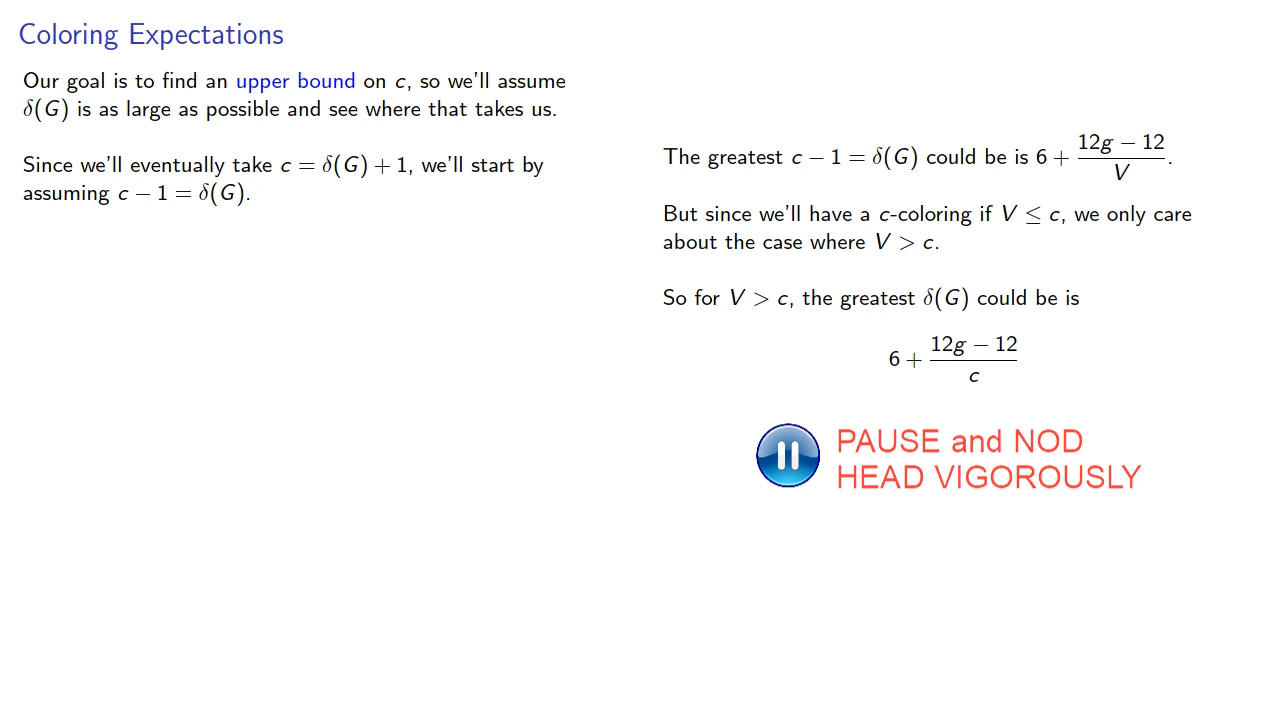 Coloring Expectations
Our goal is to find an upper bound on c, so we'll assume
δ(G) is as large as possible and see where that takes us.
Since we'll eventually take c = δ(G) + 1, we'll start by
assuming c − 1 = δ(G).
The greatest c − 1 = δ(G) could be is 6 + (12g − 12)/V.
But since we'll have a c-coloring if V ≤ c, we only care
about the case where V > c.
So for V > c, the greatest δ(G) could be is
6 + (12g − 12)/c
PAUSE and NOD
HEAD VIGOROUSLY